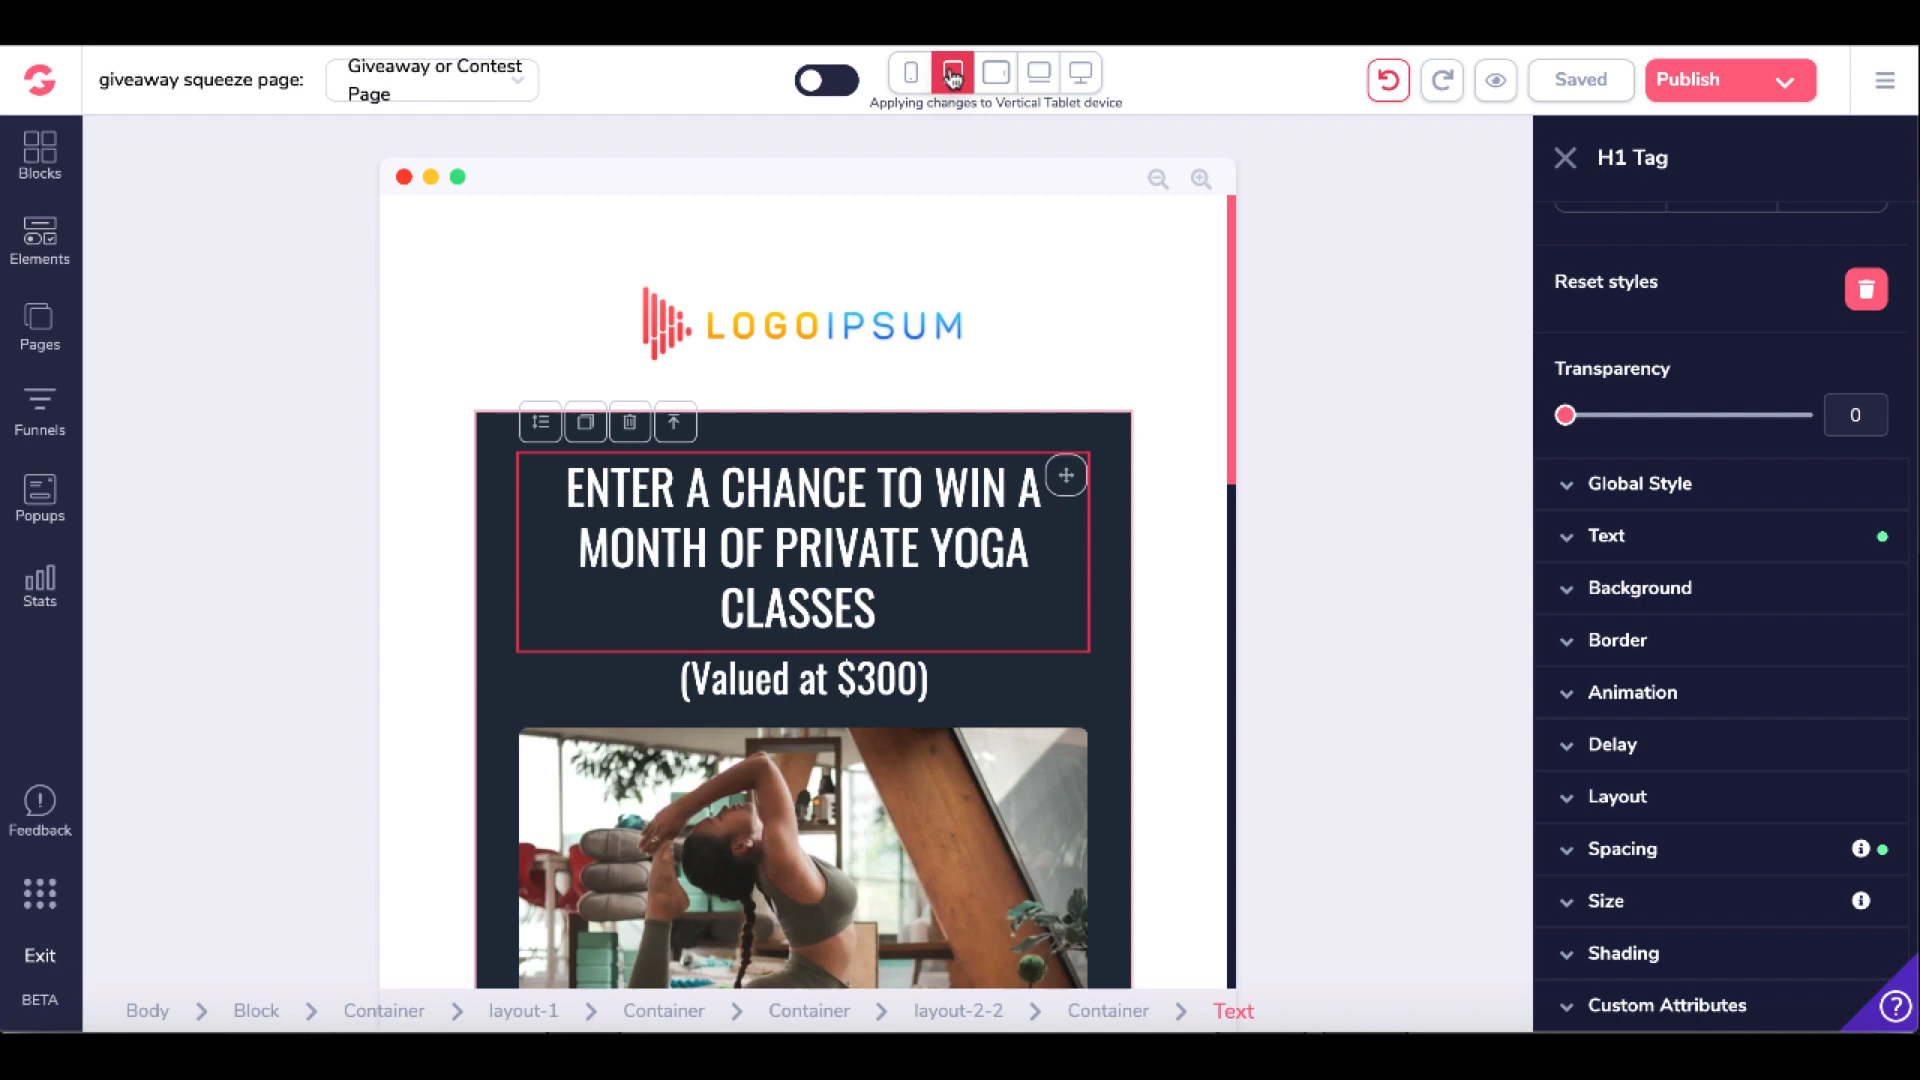 giveaway squeeze page:
Giveaway or Contest
Page
Applying changes to Vertical Tablet device
Saved
Publish
Blocks
Elements
Pages
Funnels
Popups
Stats
Feedback
Exit
BETA
LOGOIPSUM
ENTER A CHANCE TO WIN A
MONTH OF PRIVATE YOGA
CLASSES
(Valued at $300)
Body
Block
Container
layout-1
Container
Container
layout-2-2
Container
Text
H1 Tag
Reset styles
Transparency
0
Global Style
Text
Background
Border
Animation
Delay
Layout
Spacing
Size
Shading
Custom Attributes